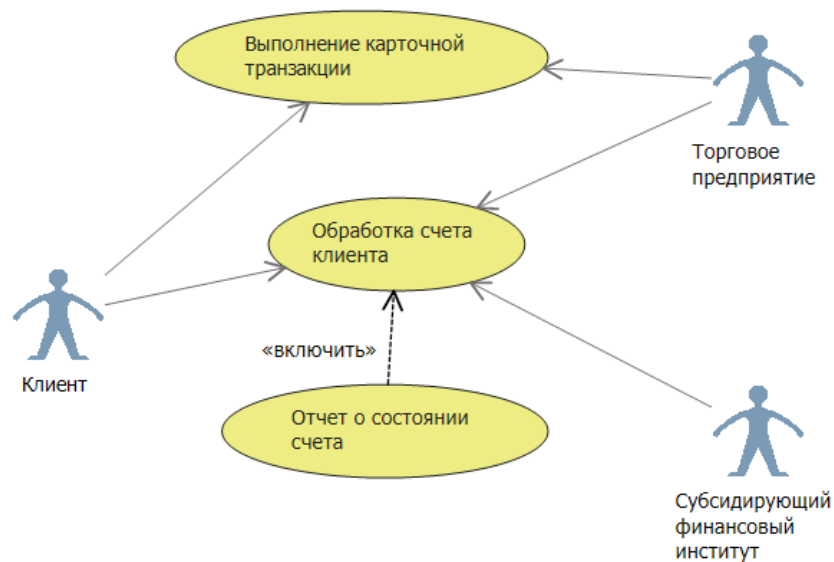 Выполнение карточной
транзакции
Торговое
предприятие
Обработка счета
клиента
«включить»
Клиент
Отчет о состоянии
счета
Субсидирующий
финансовый
институт